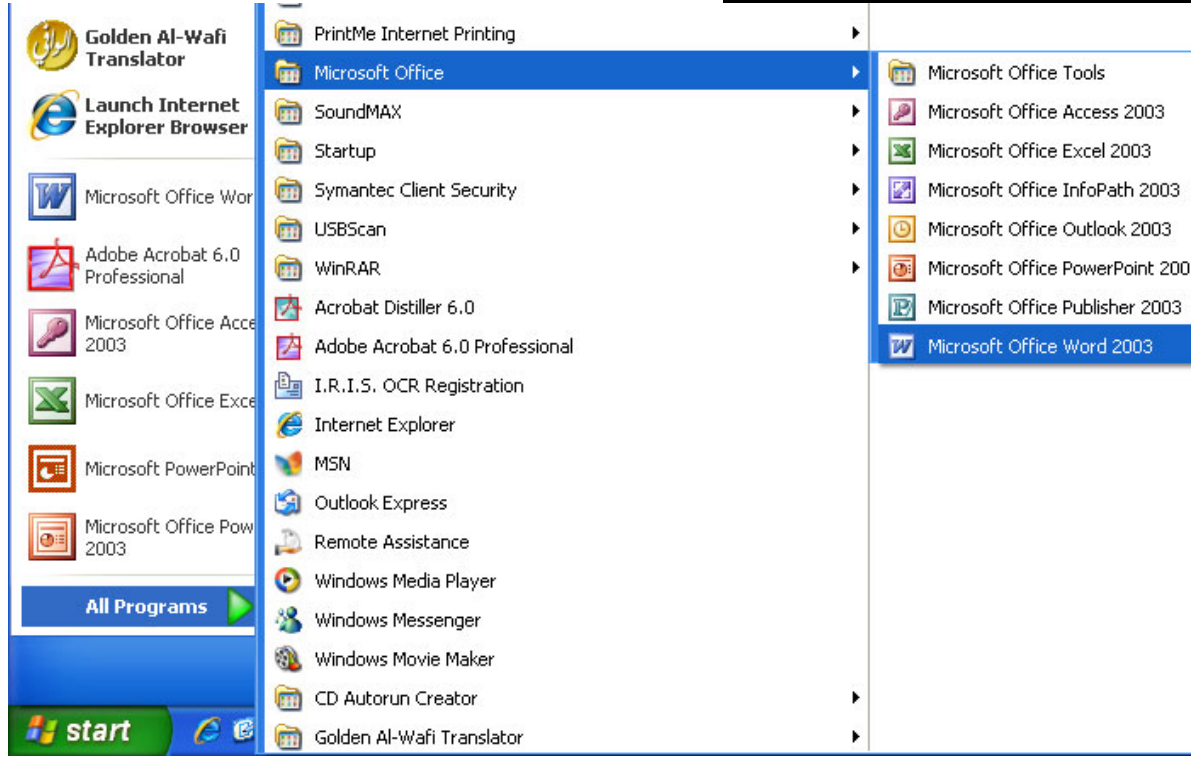 Golden Al-Wafi
Translator
Launch Internet
Explorer Browser
Microsoft Office Wor
Adobe Acrobat 6.0
Professional
Microsoft Office Acce
2003
Microsoft Office Exce
Microsoft PowerPoint
Microsoft Office Pow
2003
All Programs
start
PrintMe Internet Printing
Microsoft Office
SoundMAX
Startup
Symantec Client Security
USBScan
WinRAR
Acrobat Distiller 6.0
Adobe Acrobat 6.0 Professional
I.R.I.S. OCR Registration
Internet Explorer
MSN
Outlook Express
Remote Assistance
Windows Media Player
Windows Messenger
Windows Movie Maker
CD Autorun Creator
Golden Al-Wafi Translator
Microsoft Office Tools
Microsoft Office Access 2003
Microsoft Office Excel 2003
Microsoft Office InfoPath 2003
Microsoft Office Outlook 2003
Microsoft Office PowerPoint 200
Microsoft Office Publisher 2003
Microsoft Office Word 2003